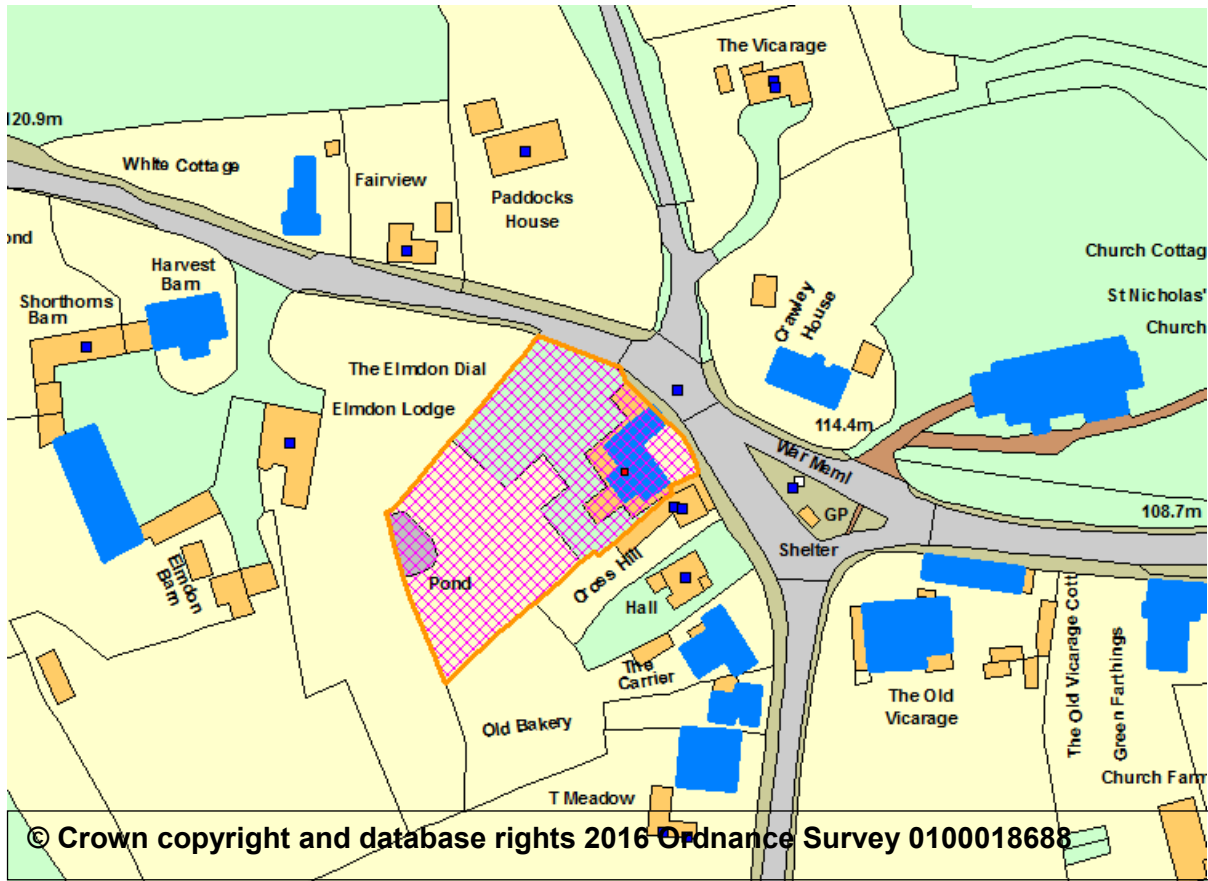 The Vicarage
120.9m
White Cottage
Fairview
Paddocks
House
ond
Harvest
Barn
Shorthorns
Barn
Church Cottag
St Nicholas'
Church
Crawley
House
The Elmdon Dial
Elmdon Lodge
114.4m
War Meml
108.7m
GP
Shelter
Elmdon
Barn
Pond
Cross Hill
Hall
The
Carrier
The Old Vicarage Cott
Green Farthings
The Old
Vicarage
Old Bakery
T Meadow
Church Farm
© Crown copyright and database rights 2016 Ordnance Survey 0100018688